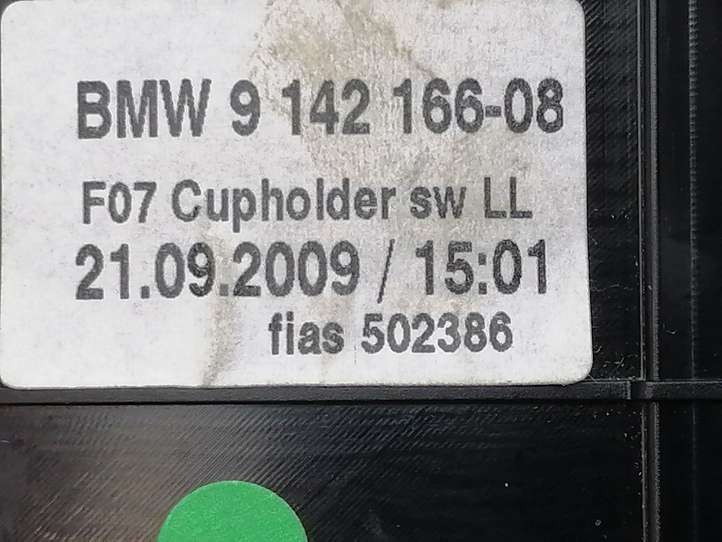 BMW 9 142 166-08
F07 Cupholder sw LL
21.09.2009 / 15:01
fias 502386